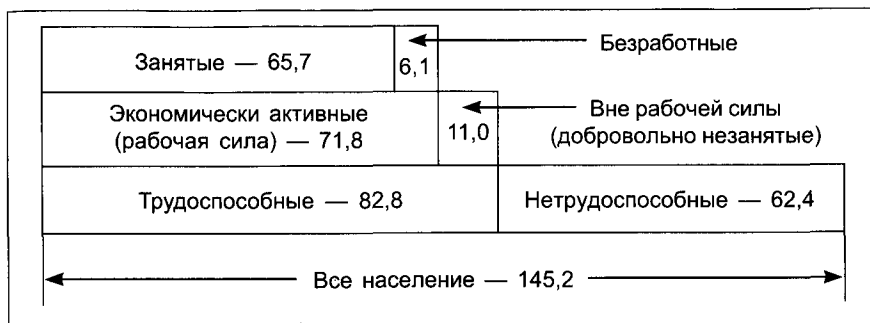 Занятые — 65,7
6,1
Безработные
Экономически активные
(рабочая сила) — 71,8
11,0
Вне рабочей силы
(добровольно незанятые)
Трудоспособные — 82,8
Нетрудоспособные — 62,4
Все население — 145,2